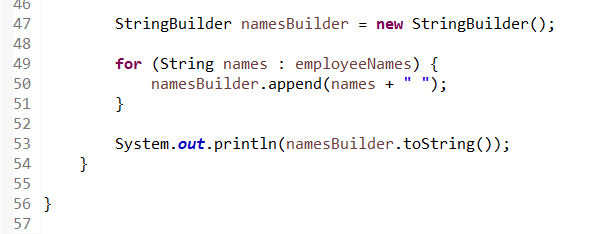 46
47 StringBuilder namesBuilder = new StringBuilder();
48
49 for (String names : employeeNames) {
50 namesBuilder.append(names + " ");
51 }
52
53 System.out.println(namesBuilder.toString());
54 }
55
56 }
57